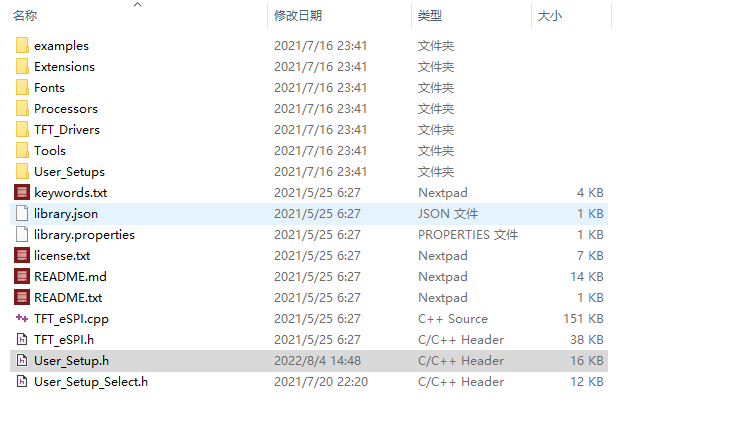 名称 修改日期 类型 大小
examples 2021/7/16 23:41 文件夹
Extensions 2021/7/16 23:41 文件夹
Fonts 2021/7/16 23:41 文件夹
Processors 2021/7/16 23:41 文件夹
TFT_Drivers 2021/7/16 23:41 文件夹
Tools 2021/7/16 23:41 文件夹
User_Setups 2021/7/16 23:41 文件夹
keywords.txt 2021/5/25 6:27 Nextpad 4 KB
library.json 2021/5/25 6:27 JSON 文件 1 KB
library.properties 2021/5/25 6:27 PROPERTIES 文件 1 KB
license.txt 2021/5/25 6:27 Nextpad 7 KB
README.md 2021/5/25 6:27 Nextpad 14 KB
README.txt 2021/5/25 6:27 Nextpad 1 KB
TFT_eSPI.cpp 2021/5/25 6:27 C++ Source 151 KB
TFT_eSPI.h 2021/5/25 6:27 C/C++ Header 38 KB
User_Setup.h 2022/8/4 14:48 C/C++ Header 16 KB
User_Setup_Select.h 2021/7/20 22:20 C/C++ Header 12 KB